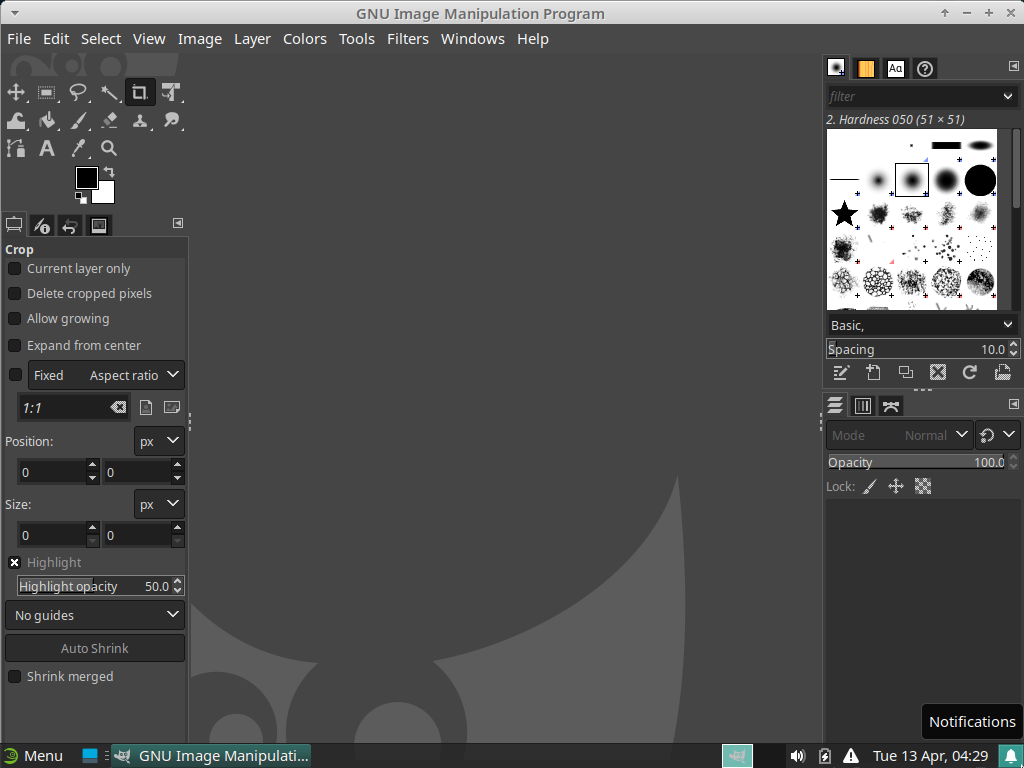 GNU Image Manipulation Program
File Edit Select View Image Layer Colors Tools Filters Windows Help
Aa
filter
2. Hardness 050 (51 × 51)
Basic,
Spacing 10.0
Mode Normal
Opacity 100.0
Lock:
Crop
Current layer only
Delete cropped pixels
Allow growing
Expand from center
Fixed Aspect ratio
1:1
Position: px
0 0
Size: px
0 0
Highlight
Highlight opacity 50.0
No guides
Auto Shrink
Shrink merged
Notifications
Menu GNU Image Manipulati... Tue 13 Apr, 04:29